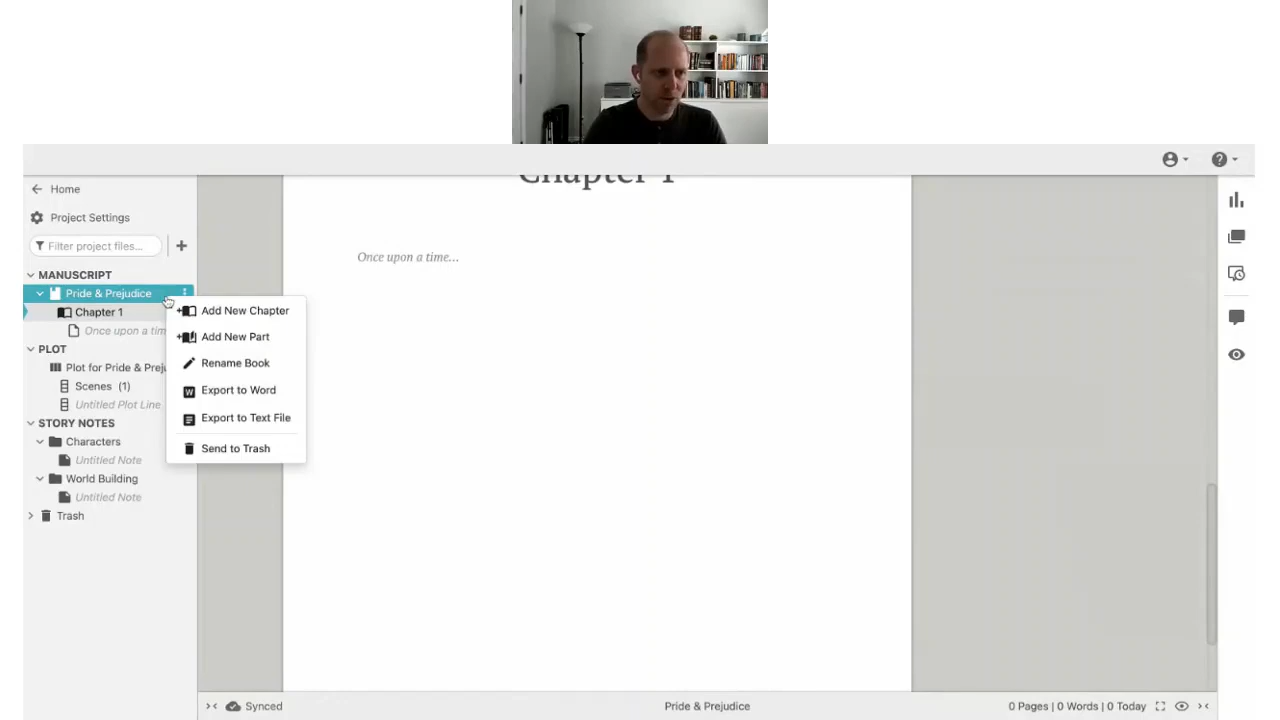 Home
Project Settings
Filter project files...
MANUSCRIPT
Pride & Prejudice
Chapter 1
Once upon a tim
PLOT
Plot for Pride & Preju
Scenes (1)
Untitled Plot Line
STORY NOTES
Characters
Untitled Note
World Building
Untitled Note
Trash
Add New Chapter
Add New Part
Rename Book
Export to Word
Export to Text File
Send to Trash
Chapter 1
Once upon a time...
Synced
Pride & Prejudice
0 Pages | 0 Words | 0 Today